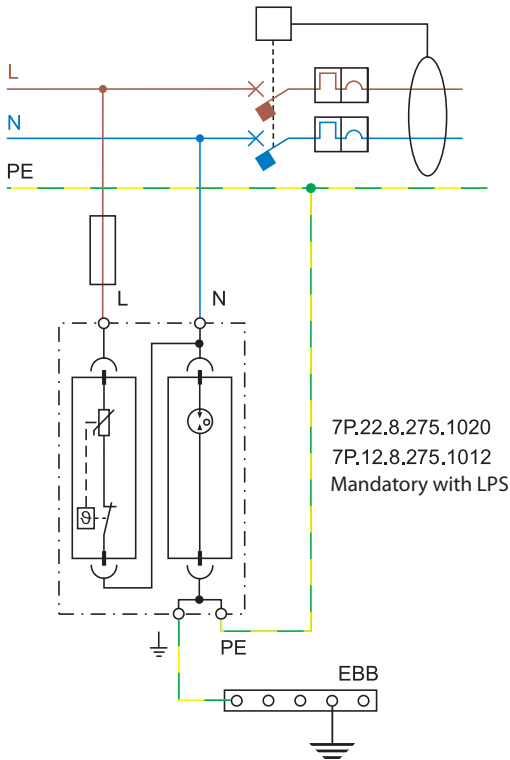 L
N
PE
L N
7P.22.8.275.1020
7P.12.8.275.1012
Mandatory with LPS
ϑ
PE
EBB